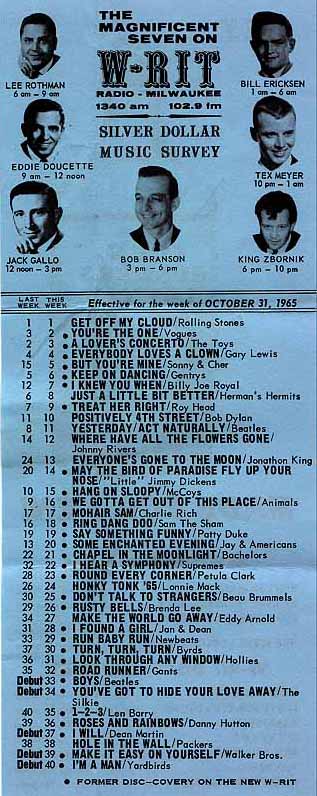 THE
MAGNIFICENT
SEVEN ON
W-RIT
RADIO - MILWAUKEE
1340 am 102.9 fm
SILVER DOLLAR
MUSIC SURVEY
LEE ROTHMAN
6 am - 9 am
BILL ERICKSEN
1 am - 6 am
EDDIE DOUCETTE
9 am - 12 noon
TEX MEYER
10 pm - 1 am
JACK GALLO
12 noon - 3 pm
BOB BRANSON
3 pm - 6 pm
KING ZBORNIK
6 pm - 10 pm
LAST WEEK THIS WEEK Effective for the week of OCTOBER 31, 1965
1 1 GET OFF MY CLOUD/Rolling Stones
3 2 • YOU'RE THE ONE/Vogues
2 3 • A LOVER'S CONCERTO/The Toys
4 4 • EVERYBODY LOVES A CLOWN/Gary Lewis
15 5 • BUT YOU'RE MINE/Sonny & Cher
5 6 • KEEP ON DANCING/Gentrys
12 7 • I KNEW YOU WHEN/Billy Joe Royal
6 8 JUST A LITTLE BIT BETTER/Herman's Hermits
7 9 • TREAT HER RIGHT/Roy Head
11 10 POSITIVELY 4TH STREET/Bob Dylan
8 11 YESTERDAY/ACT NATURALLY/Beatles
14 12 WHERE HAVE ALL THE FLOWERS GONE/
Johnny Rivers
24 13 EVERYONE'S GONE TO THE MOON/Jonathon King
20 14 • MAY THE BIRD OF PARADISE FLY UP YOUR
NOSE/"Little" Jimmy Dickens
10 15 • HANG ON SLOOPY/McCoys
9 16 • WE GOTTA GET OUT OF THIS PLACE/Animals
17 17 • MOHAIR SAM/Charlie Rich
16 18 • RING DANG DOO/Sam The Sham
19 19 • SAY SOMETHING FUNNY/Patty Duke
13 20 • SOME ENCHANTED EVENING/Jay & Americans
22 21 • CHAPEL IN THE MOONLIGHT/Bachelors
32 22 • I HEAR A SYMPHONY/Supremes
28 23 • ROUND EVERY CORNER/Petula Clark
26 24 HONKY TONK '65/Lonnie Mack
30 25 • DON'T TALK TO STRANGERS/Beau Brummels
29 26 • RUSTY BELLS/Brenda Lee
34 27 MAKE THE WORLD GO AWAY/Eddy Arnold
31 28 • I FOUND A GIRL/Jan & Dean
33 29 • RUN BABY RUN/Newbeats
37 30 • TURN, TURN, TURN/Byrds
36 31 • LOOK THROUGH ANY WINDOW/Hollies
35 32 • ROAD RUNNER/Gants
Debut 33 • BOYS/Beatles
Debut 34 • YOU'VE GOT TO HIDE YOUR LOVE AWAY/The
Silkie
40 35 • 1-2-3/Len Barry
39 36 • ROSES AND RAINBOWS/Danny Hutton
Debut 37 • I WILL/Dean Martin
38 38 HOLE IN THE WALL/Packers
Debut 39 • MAKE IT EASY ON YOURSELF/Walker Bros.
Debut 40 • I'M A MAN/Yardbirds
• FORMER DISC-COVERY ON THE NEW W-RIT